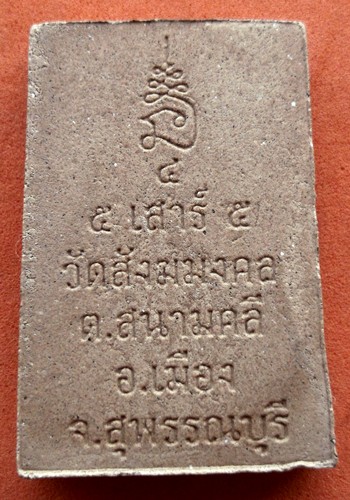 ๔
๕ เสาร์ ๕
วัดสังฆมงคล
ต.สนามคลี
อ.เมือง
จ.สุพรรณบุรี